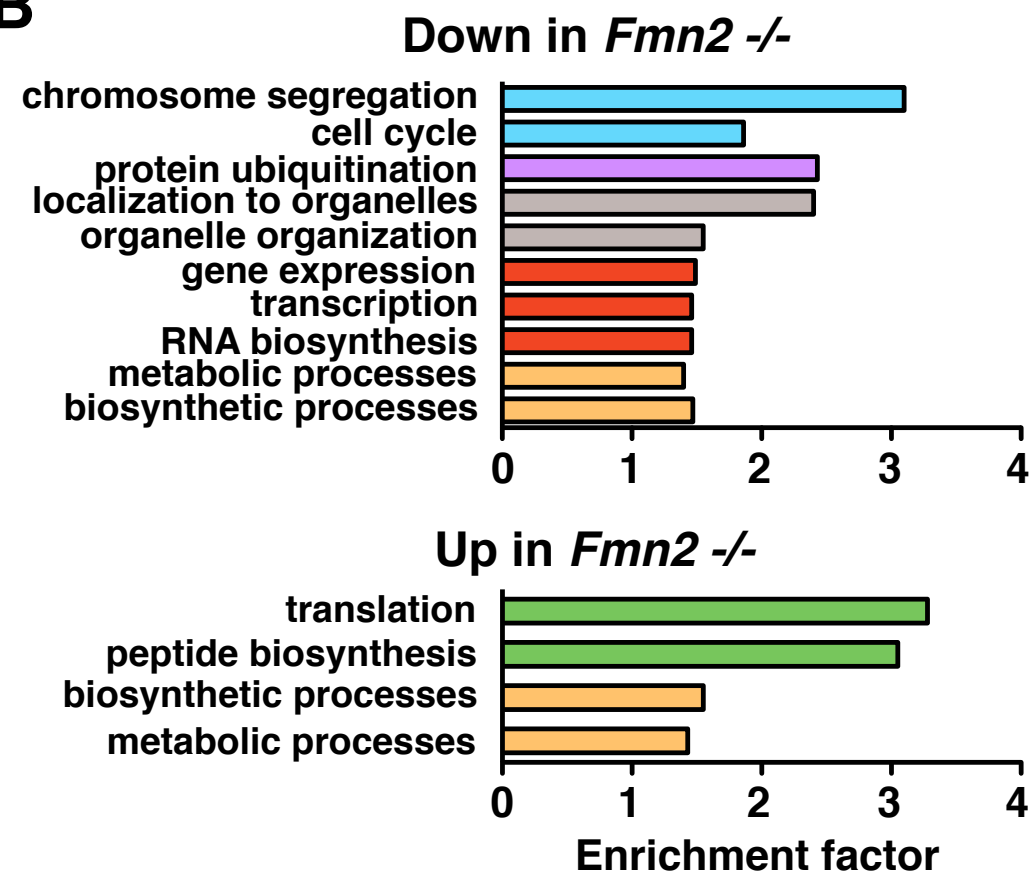 B
Down in Fmn2 -/-
chromosome segregation
cell cycle
protein ubiquitination
localization to organelles
organelle organization
gene expression
transcription
RNA biosynthesis
metabolic processes
biosynthetic processes
0 1 2 3 4
Up in Fmn2 -/-
translation
peptide biosynthesis
biosynthetic processes
metabolic processes
0 1 2 3 4
Enrichment factor